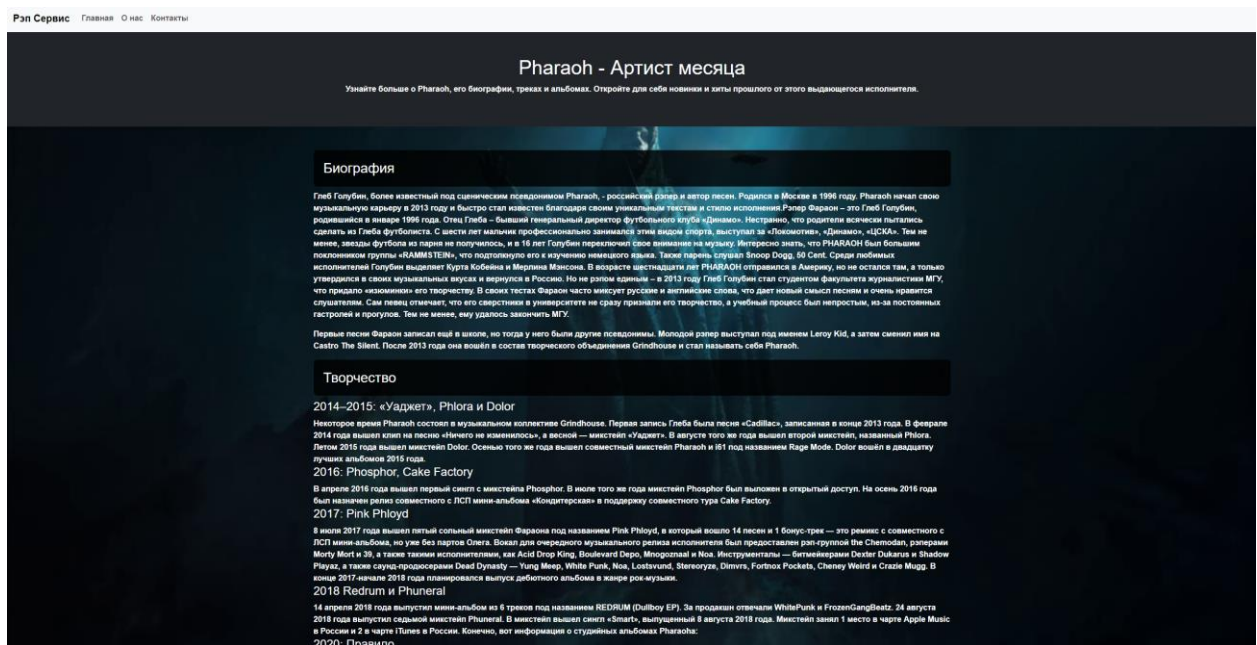 Рэп Сервис Главная О нас Контакты
Pharaoh - Артист месяца
Узнайте больше о Pharaoh, его биографии, треках и альбомах. Откройте для себя новинки и хиты прошлого от этого выдающегося исполнителя.
Биография
Глеб Голубин, более известный под сценическим псевдонимом Pharaoh, - российский рэпер и автор песен. Родился в Москве в 1996 году. Pharaoh начал свою
музыкальную карьеру в 2013 году и быстро стал известен благодаря своим уникальным текстам и стилю исполнения.Рэпер Фараон – это Глеб Голубин,
родившийся в январе 1996 года. Отец Глеба – бывший генеральный директор футбольного клуба «Динамо». Нестранно, что родители всячески пытались
сделать из Глеба футболиста. С шести лет мальчик профессионально занимался этим видом спорта, выступал за «Локомотив», «Динамо», «ЦСКА». Тем не
менее, звезды футбола из парня не получилось, и в 16 лет Голубин переключил свое внимание на музыку. Интересно знать, что PHARAOH был большим
поклонником группы «RAMMSTEIN», что подтолкнуло его к изучению немецкого языка. Также парень слушал Snoop Dogg, 50 Cent. Среди любимых
исполнителей Голубин выделяет Курта Кобейна и Мерлина Мэнсона. В возрасте шестнадцати лет PHARAOH отправился в Америку, но не остался там, а только
утвердился в своих музыкальных вкусах и вернулся в Россию. Но не рэпом единым – в 2013 году Глеб Голубин стал студентом факультета журналистики МГУ,
что придало «изюминки» его творчеству. В своих тестах Фараон часто миксует русские и английские слова, что дает новый смысл песням и очень нравится
слушателям. Сам певец отмечает, что его сверстники в университете не сразу признали его творчество, а учебный процесс был непростым, из-за постоянных
гастролей и прогулов. Тем не менее, ему удалось закончить МГУ.
Первые песни Фараон записал ещё в школе, но тогда у него были другие псевдонимы. Молодой рэпер выступал под именем Leroy Kid, а затем сменил имя на
Castro The Silent. После 2013 года она вошёл в состав творческого объединения Grindhouse и стал называть себя Pharaoh.
Творчество
2014–2015: «Уаджет», Phlora и Dolor
Некоторое время Pharaoh состоял в музыкальном коллективе Grindhouse. Первая запись Глеба была песня «Cadillac», записанная в конце 2013 года. В феврале
2014 года вышел клип на песню «Ничего не изменилось», а весной — микстейп «Уаджет». В августе того же года вышел второй микстейп, названный Phlora.
Летом 2015 года вышел микстейп Dolor. Осенью того же года вышел совместный микстейп Pharaoh и i61 под названием Rage Mode. Dolor вошёл в двадцатку
лучших альбомов 2015 года.
2016: Phosphor, Cake Factory
В апреле 2016 года вышел первый сингл с микстейпа Phosphor. В июле того же года микстейп Phosphor был выложен в открытый доступ. На осень 2016 года
был назначен релиз совместного с ЛСП мини-альбома «Кондитерская» в поддержку совместного тура Cake Factory.
2017: Pink Phloyd
8 июля 2017 года вышел пятый сольный микстейп Фараона под названием Pink Phloyd, в который вошло 14 песен и 1 бонус-трек — это ремикс с совместного с
ЛСП мини-альбома, но уже без партов Олега. Вокал для очередного музыкального релиза исполнителя был предоставлен рэп-группой the Chemodan, рэперами
Morty Mort и 39, а также такими исполнителями, как Acid Drop King, Boulevard Depo, Mnogoznaal и Noa. Инструменталы — битмейкерами Dexter Dukarus и Shadow
Playaz, а также саунд-продюсерами Dead Dynasty — Yung Meep, White Punk, Noa, Lostsvund, Stereoryze, Dimvrs, Fortnox Pockets, Cheney Weird и Crazie Mugg. В
конце 2017-начале 2018 года планировался выпуск дебютного альбома в жанре рок-музыки.
2018 Redrum и Phuneral
14 апреля 2018 года выпустил мини-альбом из 6 треков под названием REDЯUM (Dullboy EP). За продакшн отвечали WhitePunk и FrozenGangBeatz. 24 августа
2018 года выпустил седьмой микстейп Phuneral. В микстейп вышел сингл «Smart», выпущенный 8 августа 2018 года. Микстейп занял 1 место в чарте Apple Music
в России и 2 в чарте iTunes в России. Конечно, вот информация о студийных альбомах Pharaoha:
2020: Правило